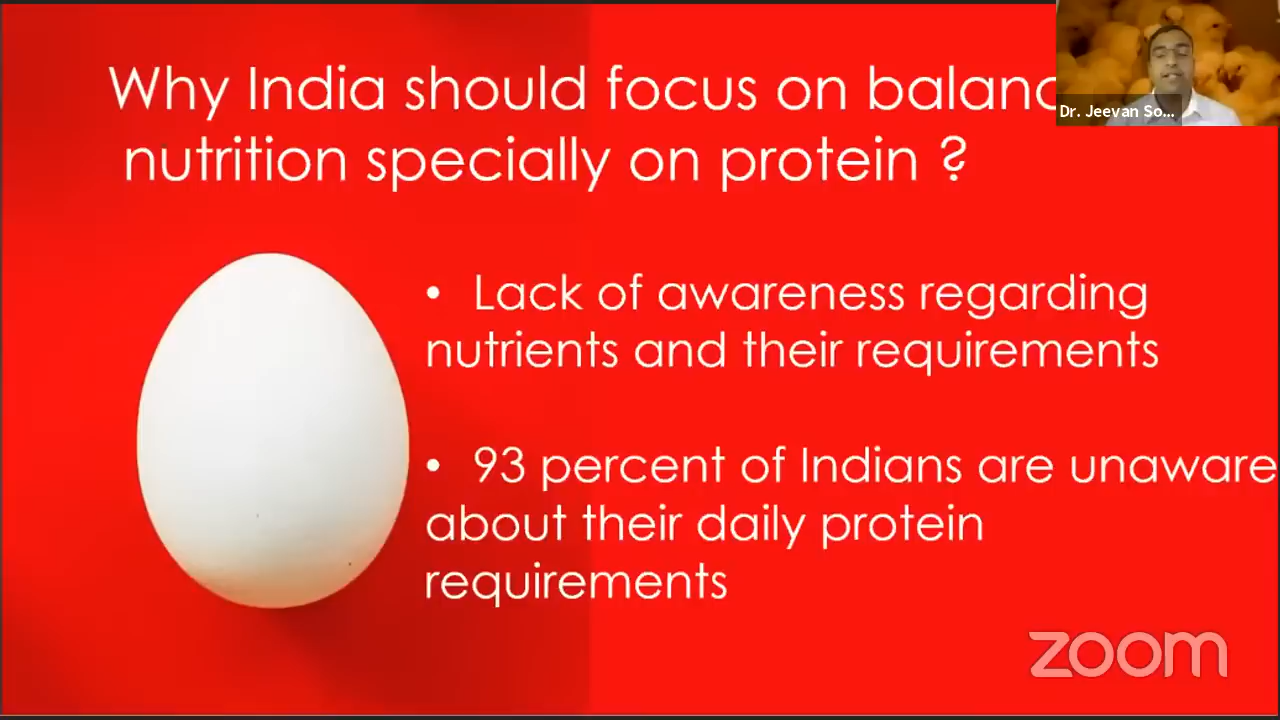 Why India should focus on balanc
nutrition specially on protein ?
Dr. Jeevan So...
• Lack of awareness regarding
nutrients and their requirements
• 93 percent of Indians are unaware
about their daily protein
requirements
zoom